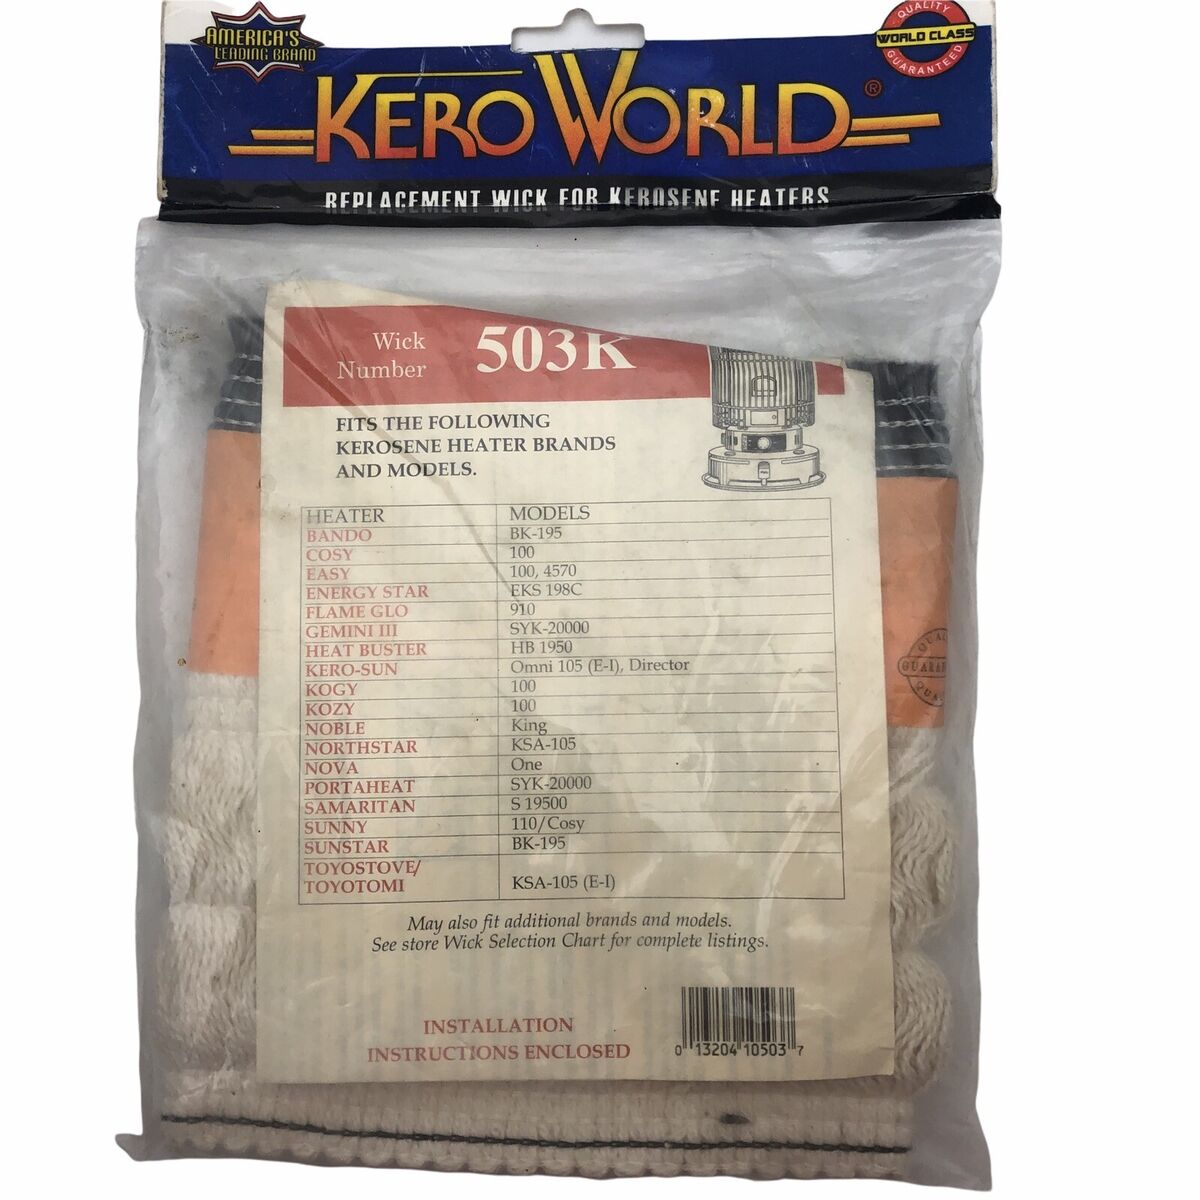 AMERICA'S
LEADING BRAND
QUALITY
WORLD CLASS
GUARANTEED
KERO WORLD®
REPLACEMENT WICK FOR KEROSENE HEATERS
Wick
Number
503K
FITS THE FOLLOWING
KEROSENE HEATER BRANDS
AND MODELS.
HEATER MODELS
BANDO BK-195
COSY 100
EASY 100, 4570
ENERGY STAR EKS 198C
FLAME GLO 910
GEMINI III SYK-20000
HEAT BUSTER HB 1950
KERO-SUN Omni 105 (E-I), Director
KOGY 100
KOZY 100
NOBLE King
NORTHSTAR KSA-105
NOVA One
PORTAHEAT SYK-20000
SAMARITAN S 19500
SUNNY 110/Cosy
SUNSTAR BK-195
TOYOSTOVE/
TOYOTOMI KSA-105 (E-I)
May also fit additional brands and models.
See store Wick Selection Chart for complete listings.
INSTALLATION
INSTRUCTIONS ENCLOSED
0 13204 10503 7